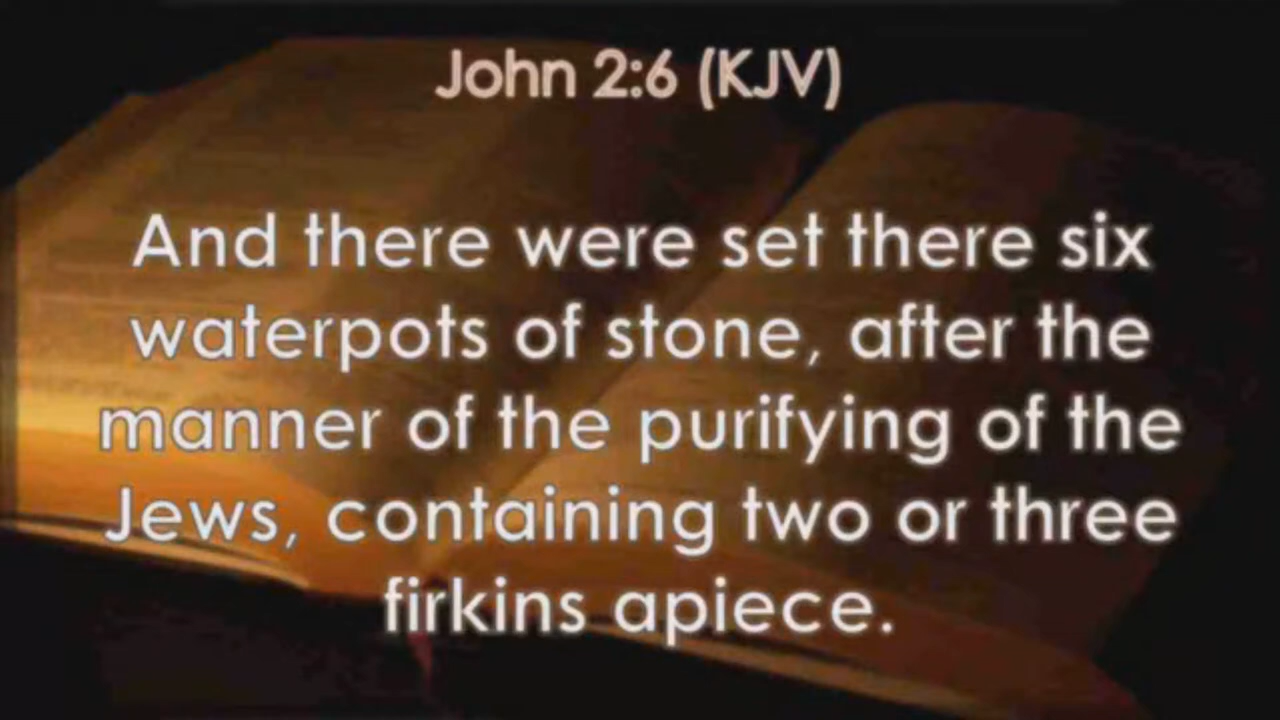 John 2:6 (KJV)
And there were set there six
waterpots of stone, after the
manner of the purifying of the
Jews, containing two or three
firkins apiece.